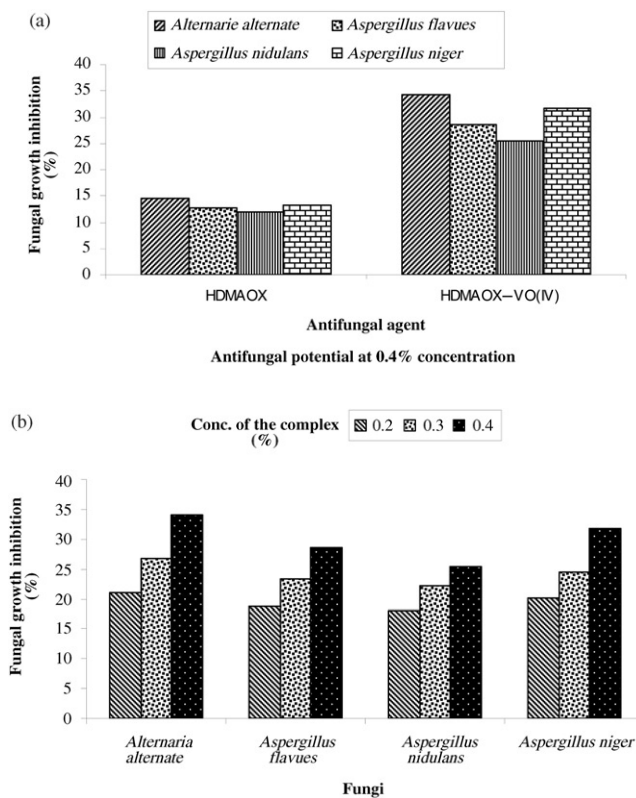 (a)
Alternarie alternate
Aspergillus flavues
Aspergillus nidulans
Aspergillus niger
Fungal growth inhibition
(%)
40
35
30
25
20
15
10
5
0
HDMAOX
HDMAOX–VO(IV)
Antifungal agent
Antifungal potential at 0.4% concentration
(b)
Conc. of the complex
(%)
0.2
0.3
0.4
Fungal growth inhibition
(%)
40
35
30
25
20
15
10
5
0
Alternaria
alternate
Aspergillus
flavues
Aspergillus
nidulans
Aspergillus niger
Fungi